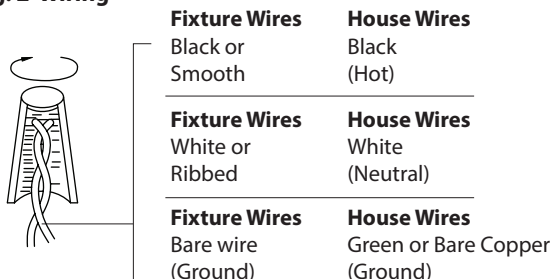 Wiring
Fixture Wires House Wires
Black or Black
Smooth (Hot)
Fixture Wires House Wires
White or White
Ribbed (Neutral)
Fixture Wires House Wires
Bare wire Green or Bare Copper
(Ground) (Ground)